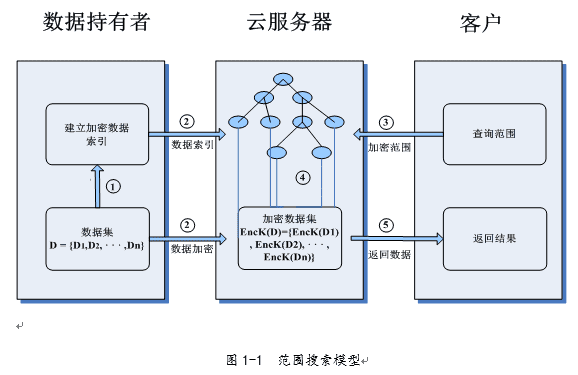 数据持有者
云服务器
客户
建立加密数据
索引
②
数据索引
③
加密范围
查询范围
①
④
数据集
D = {D1,D2, · · · ,Dn}
②
数据加密
加密数据集
EncK(D)={EncK(D1)
, EncK(D2), · · · ,
EncK(Dn)}
⑤
返回数据
返回结果
图 1-1 范围搜索模型